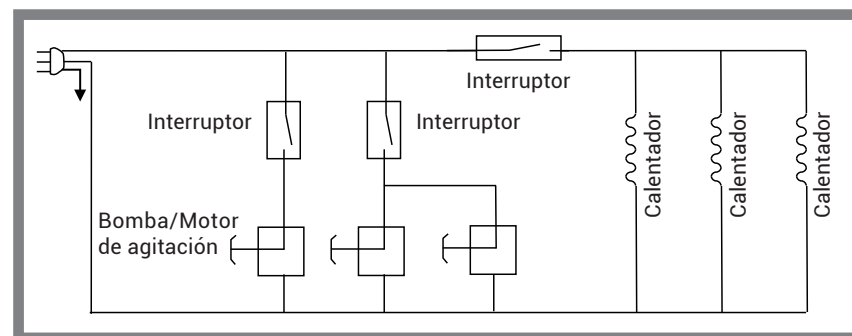 Interruptor
Interruptor
Interruptor
Bomba/Motor
de agitación
Calentador
Calentador
Calentador